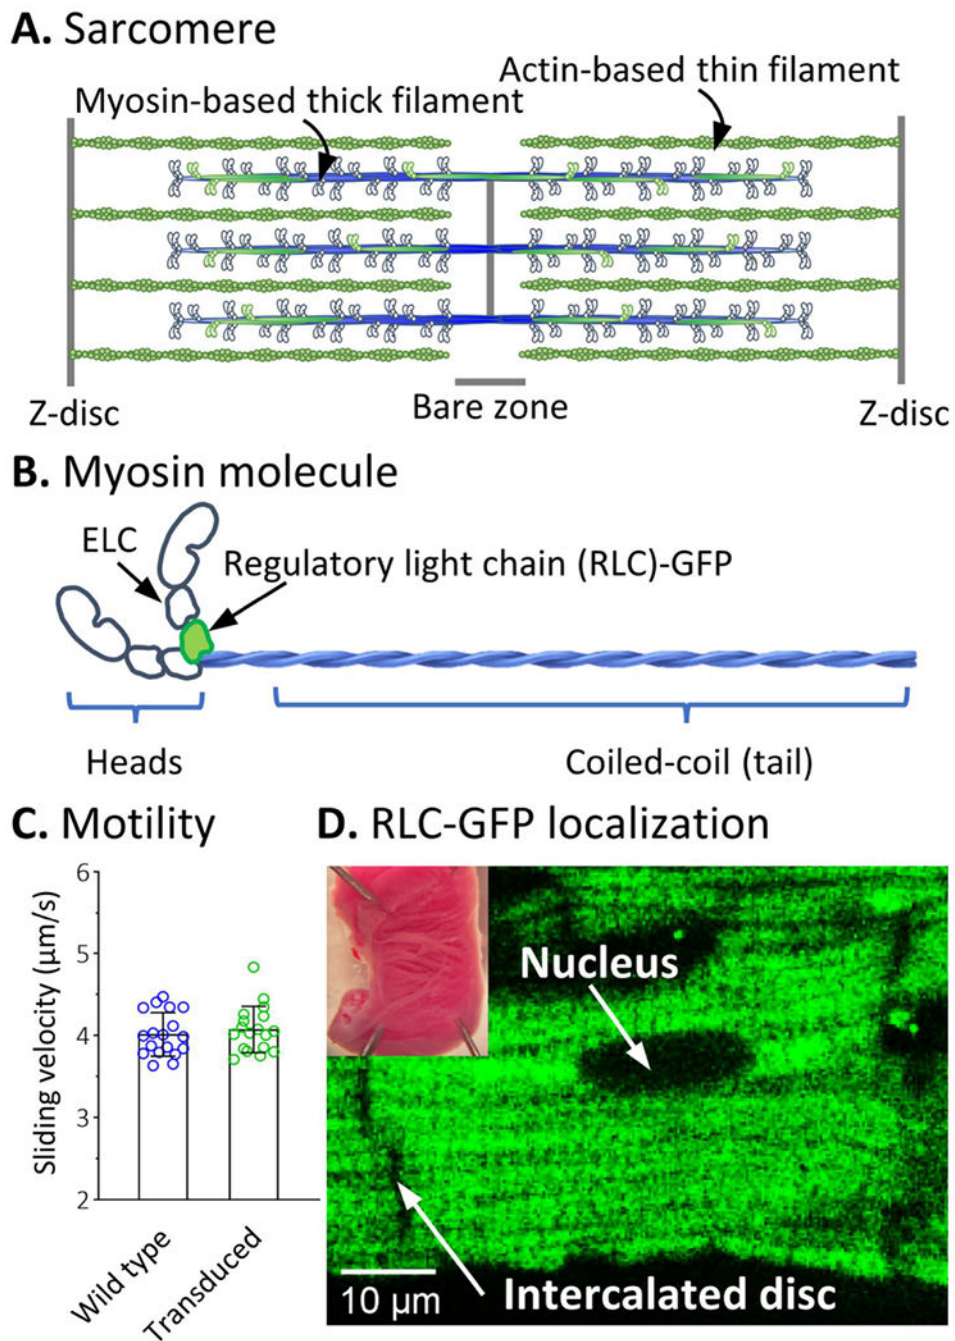 A. Sarcomere
Actin-based thin filament
Myosin-based thick filament
Z-disc
Bare zone
Z-disc
B. Myosin molecule
ELC
Regulatory light chain (RLC)-GFP
Heads
Coiled-coil (tail)
C. Motility
D. RLC-GFP localization
Sliding velocity (µm/s)
6
5
4
3
2
Wild type
Transduced
Nucleus
Intercalated disc
10 µm